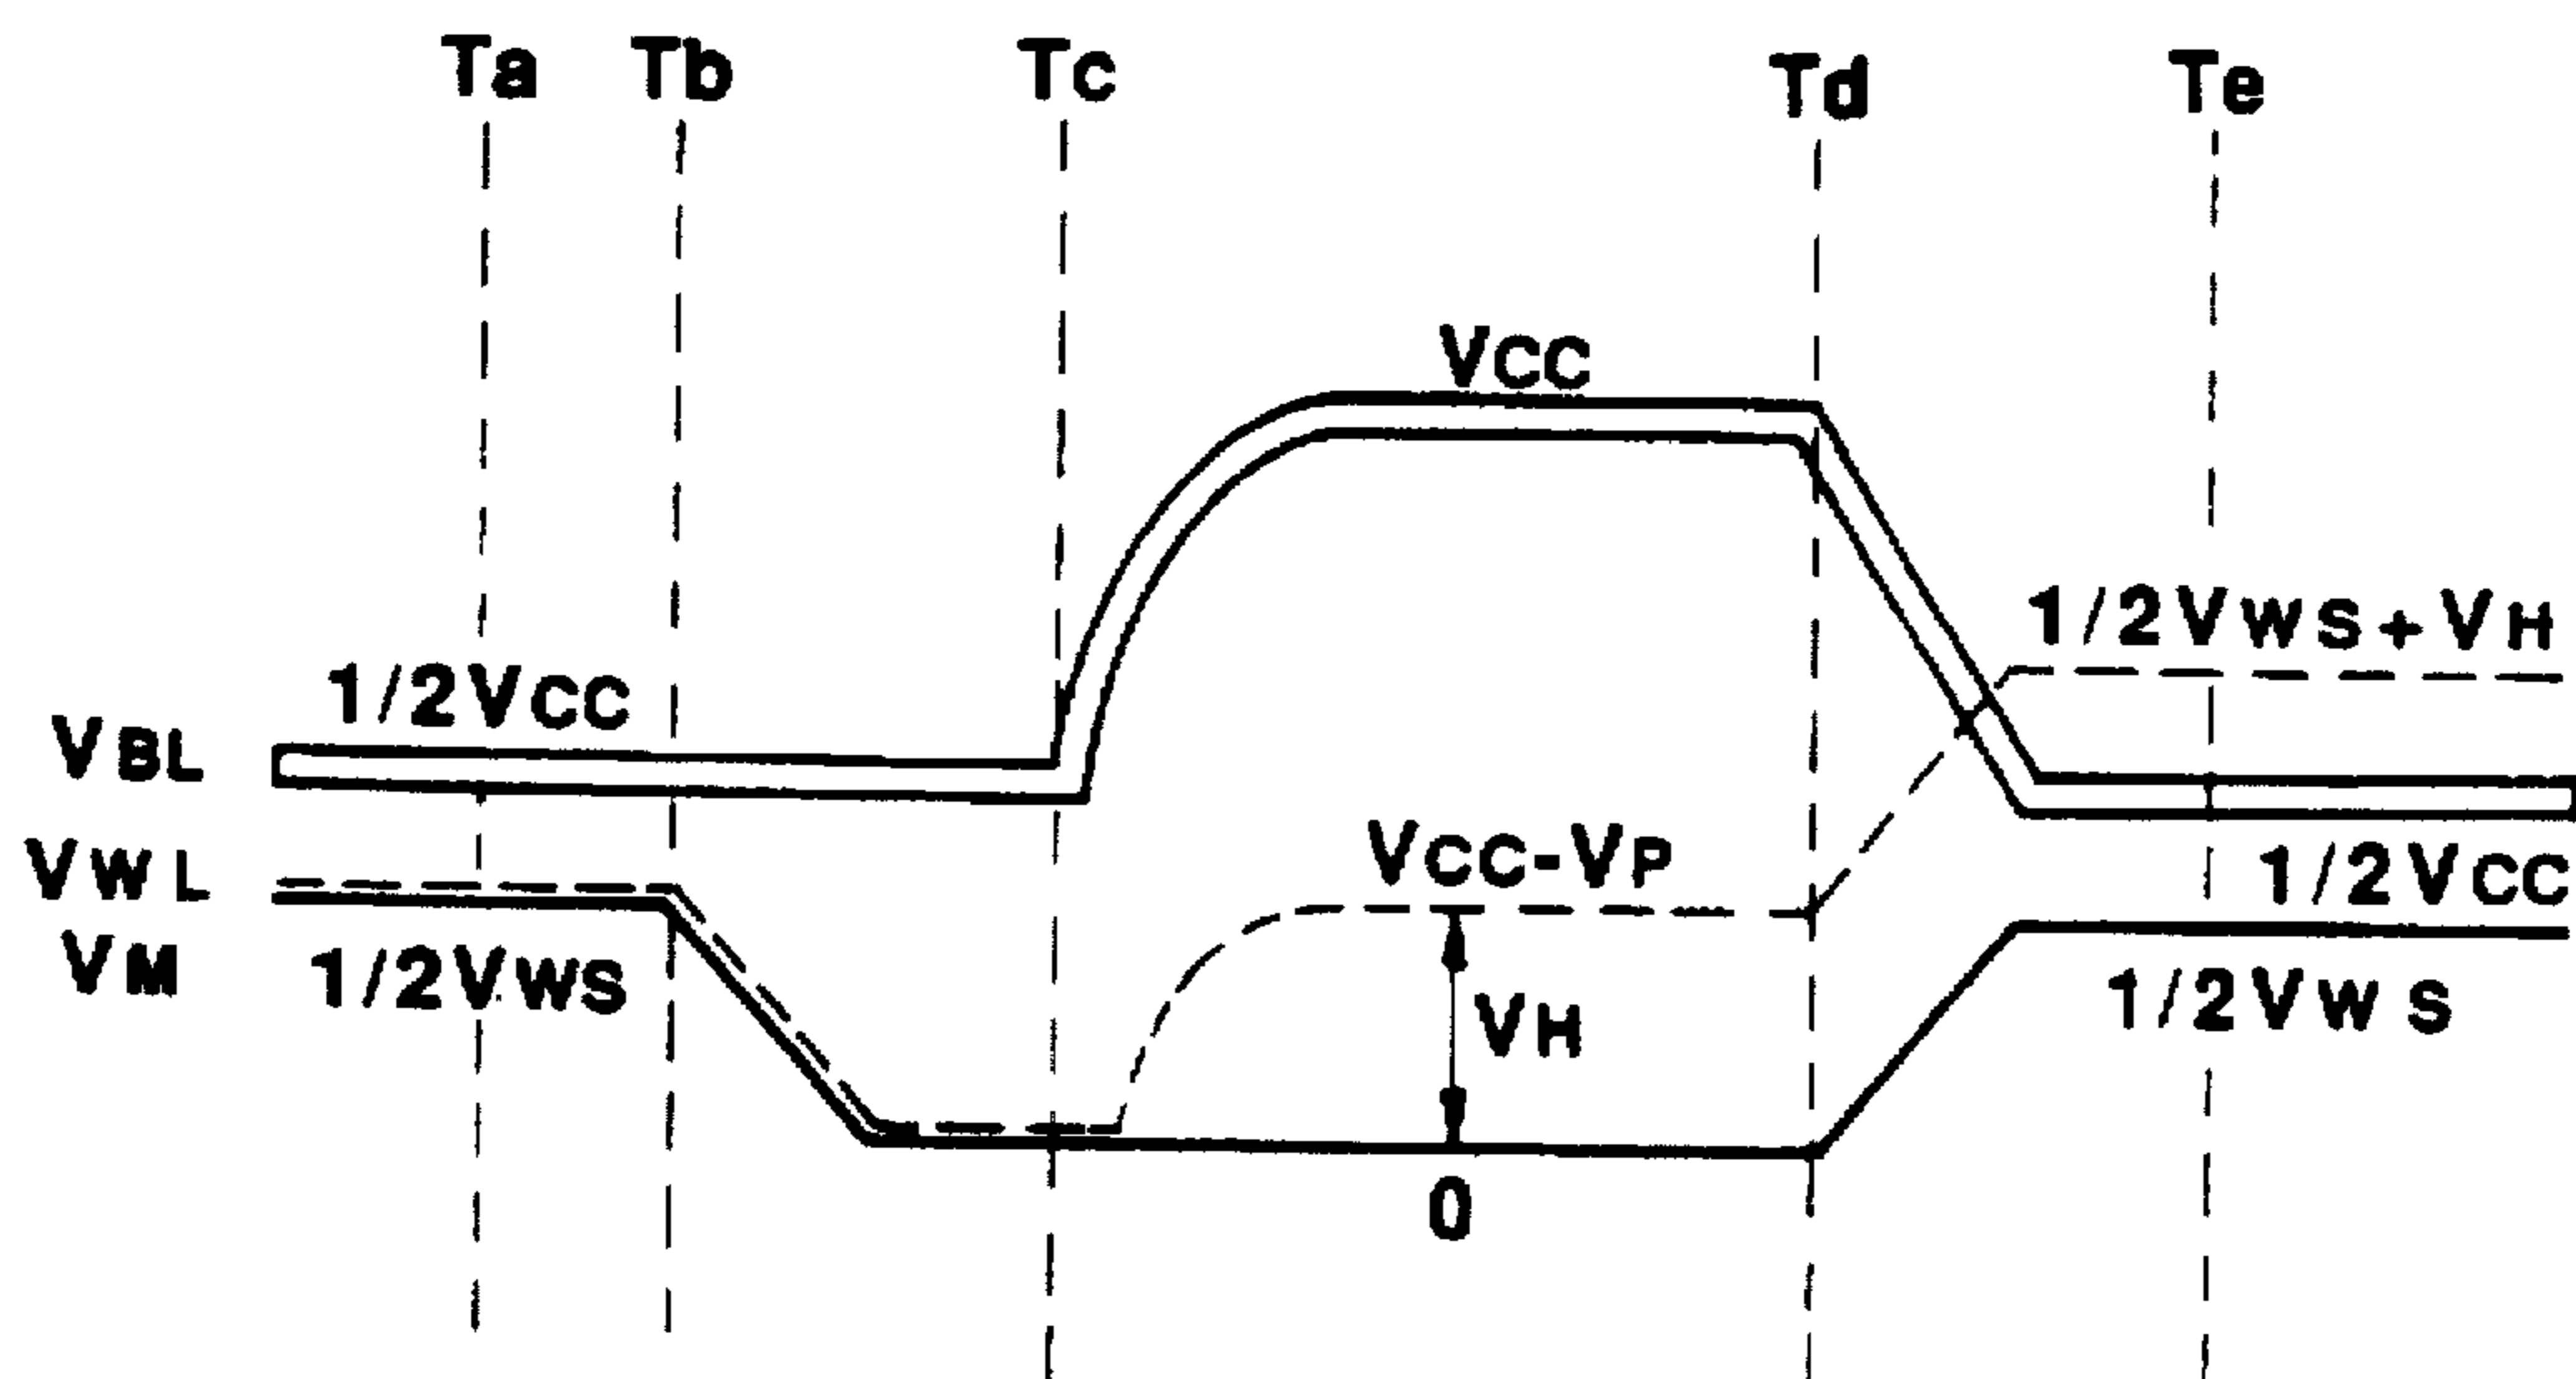 Ta Tb Tc Td Te
VCC
1/2VWS+VH
1/2VCC
VBL
VCC-VP
VWL
1/2VCC
VM
1/2VWS
VH
1/2VWS
0